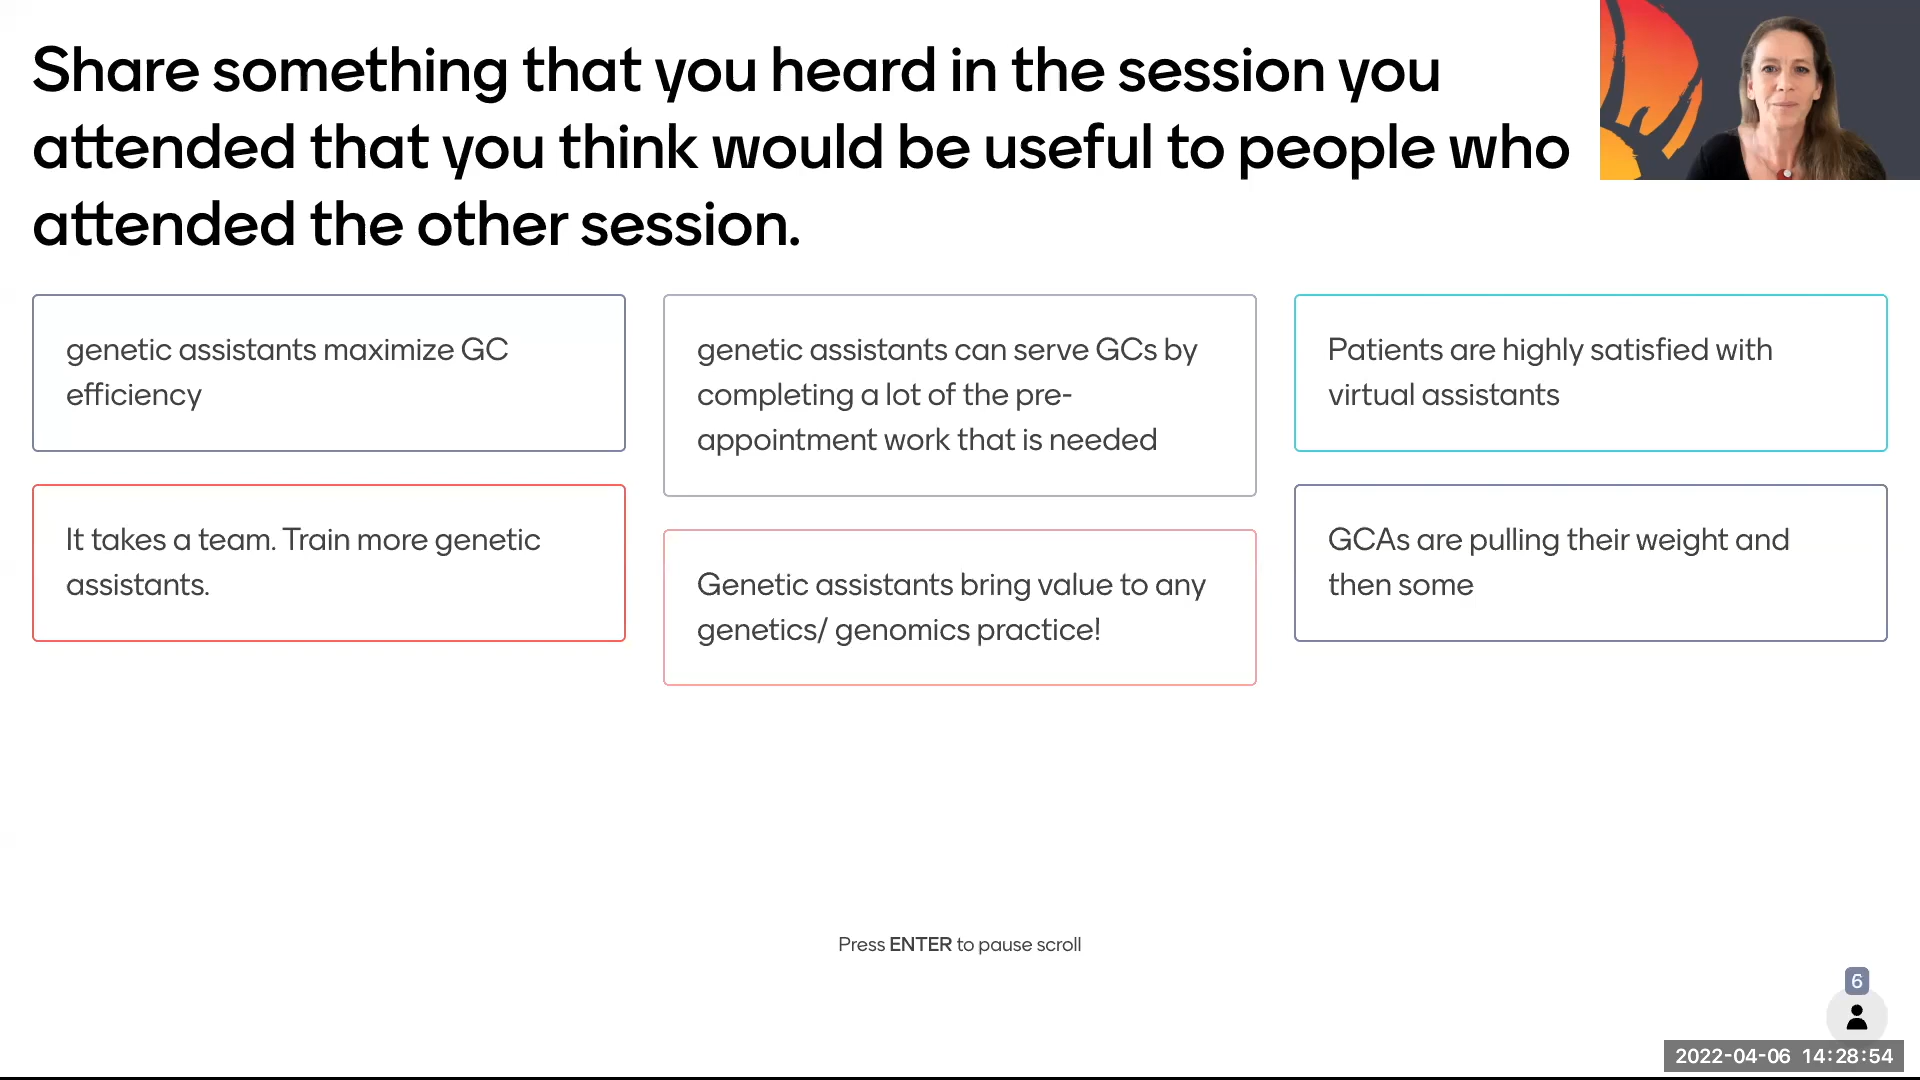 Share something that you heard in the session you
attended that you think would be useful to people who
attended the other session.
genetic assistants maximize GC
efficiency
genetic assistants can serve GCs by
completing a lot of the pre-
appointment work that is needed
Patients are highly satisfied with
virtual assistants
It takes a team. Train more genetic
assistants.
Genetic assistants bring value to any
genetics/ genomics practice!
GCAs are pulling their weight and
then some
Press ENTER to pause scroll
6
2022-04-06 14:28:54